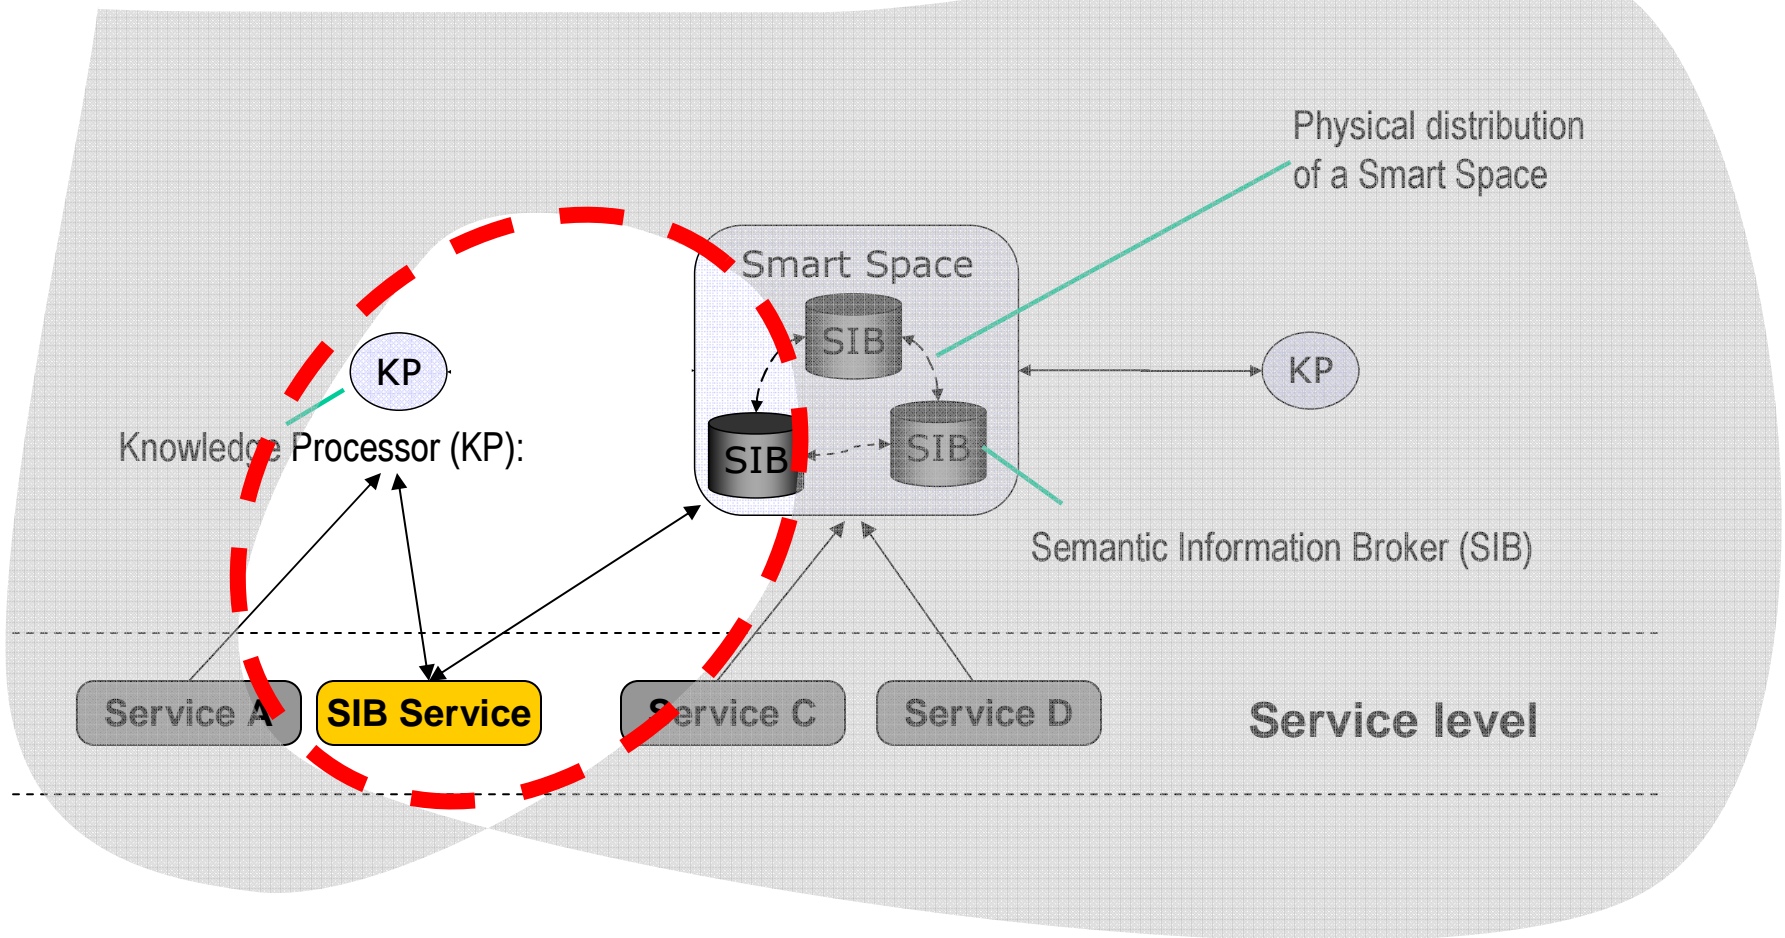 Physical distribution
of a Smart Space
Smart Space
SIB
KP
KP
Knowledge Processor (KP):
SIB
SIB
Semantic Information Broker (SIB)
Service A
SIB Service
Service C
Service D
Service level